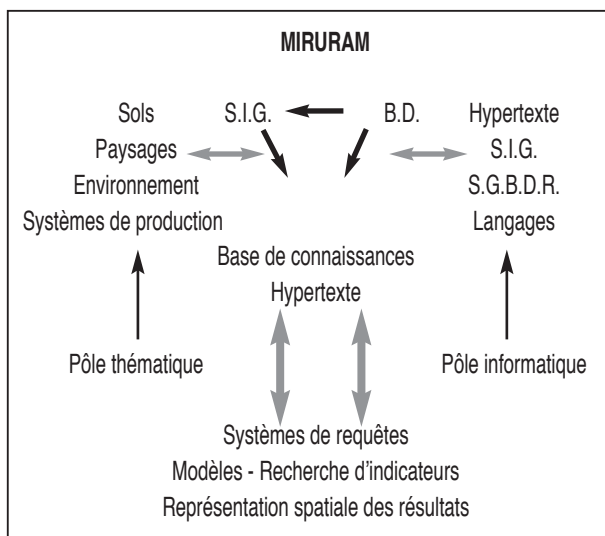 MIRURAM
Sols S.I.G. B.D. Hypertexte
Paysages S.I.G.
Environnement S.G.B.D.R.
Systèmes de production Langages
Base de connaissances
Hypertexte
Pôle thématique Pôle informatique
Systèmes de requêtes
Modèles - Recherche d'indicateurs
Représentation spatiale des résultats